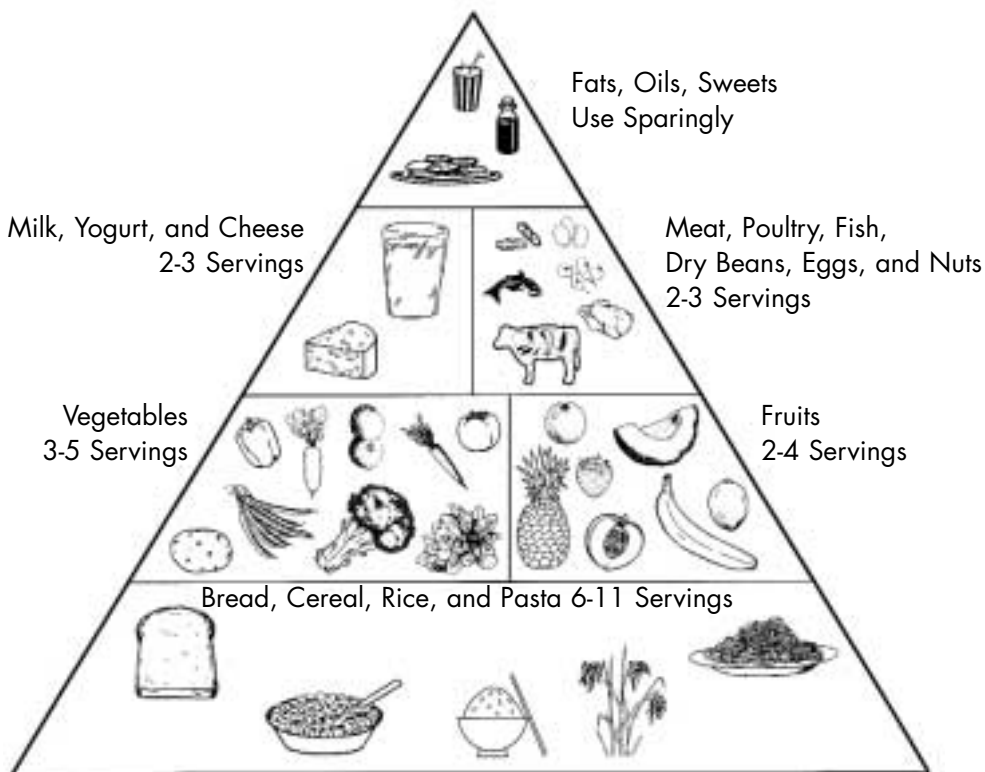 Fats, Oils, Sweets
Use Sparingly
Milk, Yogurt, and Cheese
2-3 Servings
Meat, Poultry, Fish,
Dry Beans, Eggs, and Nuts
2-3 Servings
Vegetables
3-5 Servings
Fruits
2-4 Servings
Bread, Cereal, Rice, and Pasta 6-11 Servings